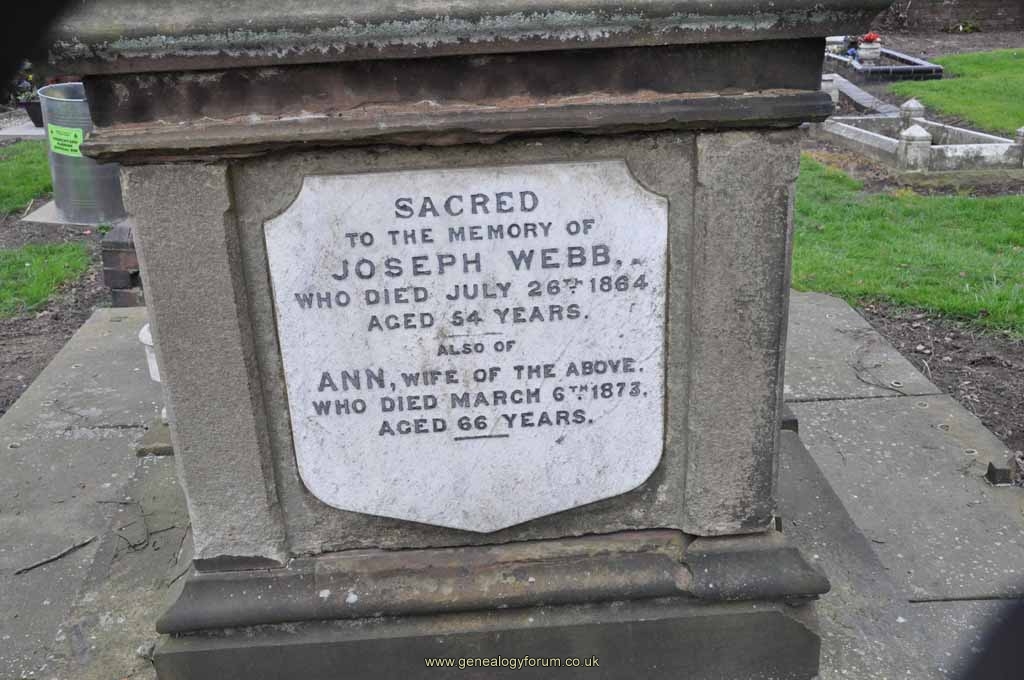 SACRED
TO THE MEMORY OF
JOSEPH WEBB,
WHO DIED JULY 26TH 1864,
AGED 54 YEARS.
ALSO OF
ANN, WIFE OF THE ABOVE,
WHO DIED MARCH 6TH 1873,
AGED 66 YEARS.
www.genealogyforum.co.uk